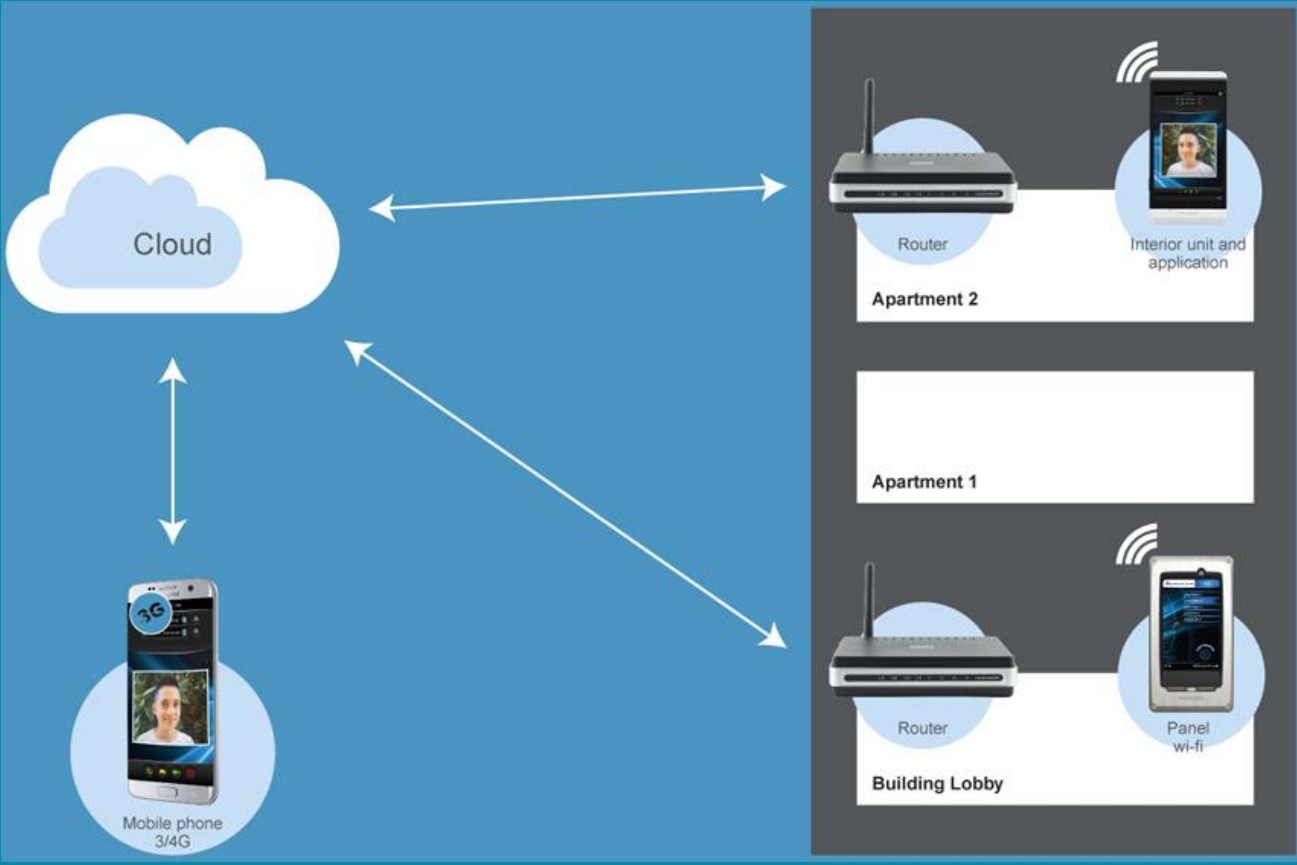 Cloud
Router
Interior unit and
application
Apartment 2
Apartment 1
3G
Router
Panel
wi-fi
Building Lobby
Mobile phone
3/4G